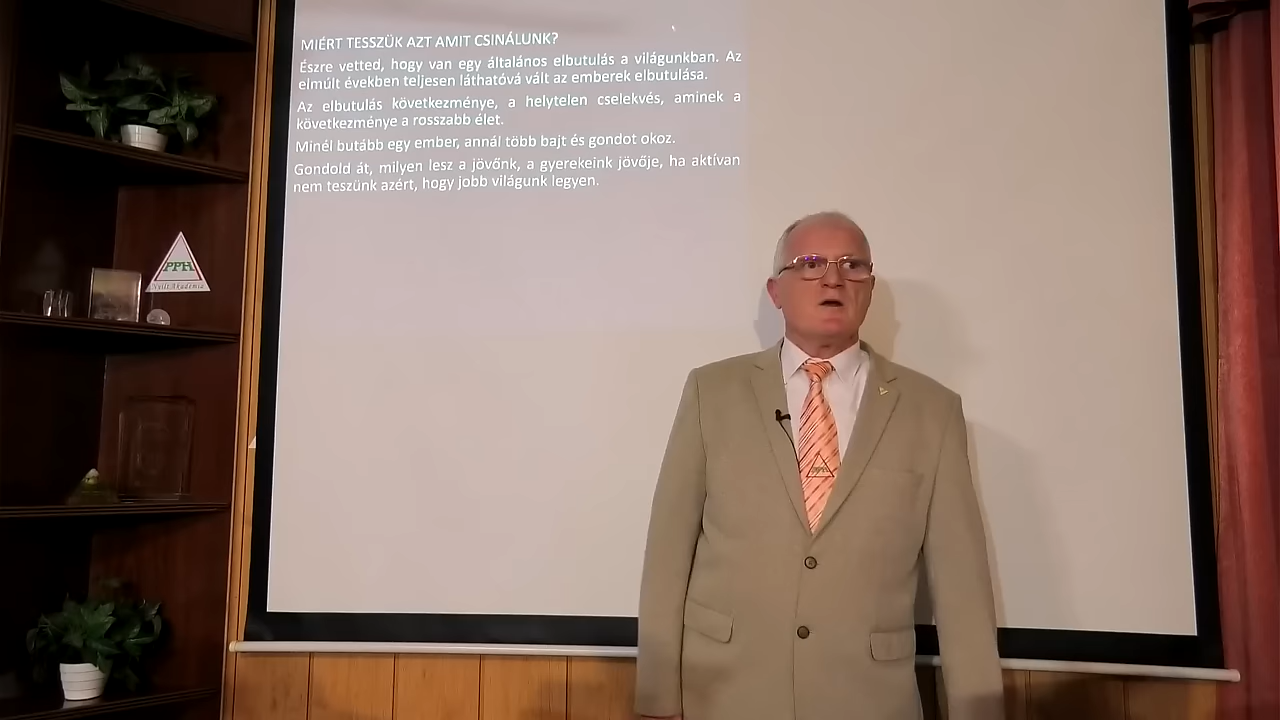 MIÉRT TESSZÜK AZT AMIT CSINÁLUNK?
Észre vetted, hogy van egy általános elbutulás a világunkban. Az
elmúlt években teljesen láthatóvá vált az emberek elbutulása.
Az elbutulás következménye, a helytelen cselekvés, aminek a
következménye a rosszabb élet.
Minél butább egy ember, annál több bajt és gondot okoz.
Gondold át, milyen lesz a jövőnk, a gyerekeink jövője, ha aktívan
nem teszünk azért, hogy jobb világunk legyen.
PPH
Nyílt Akadémia
PPH